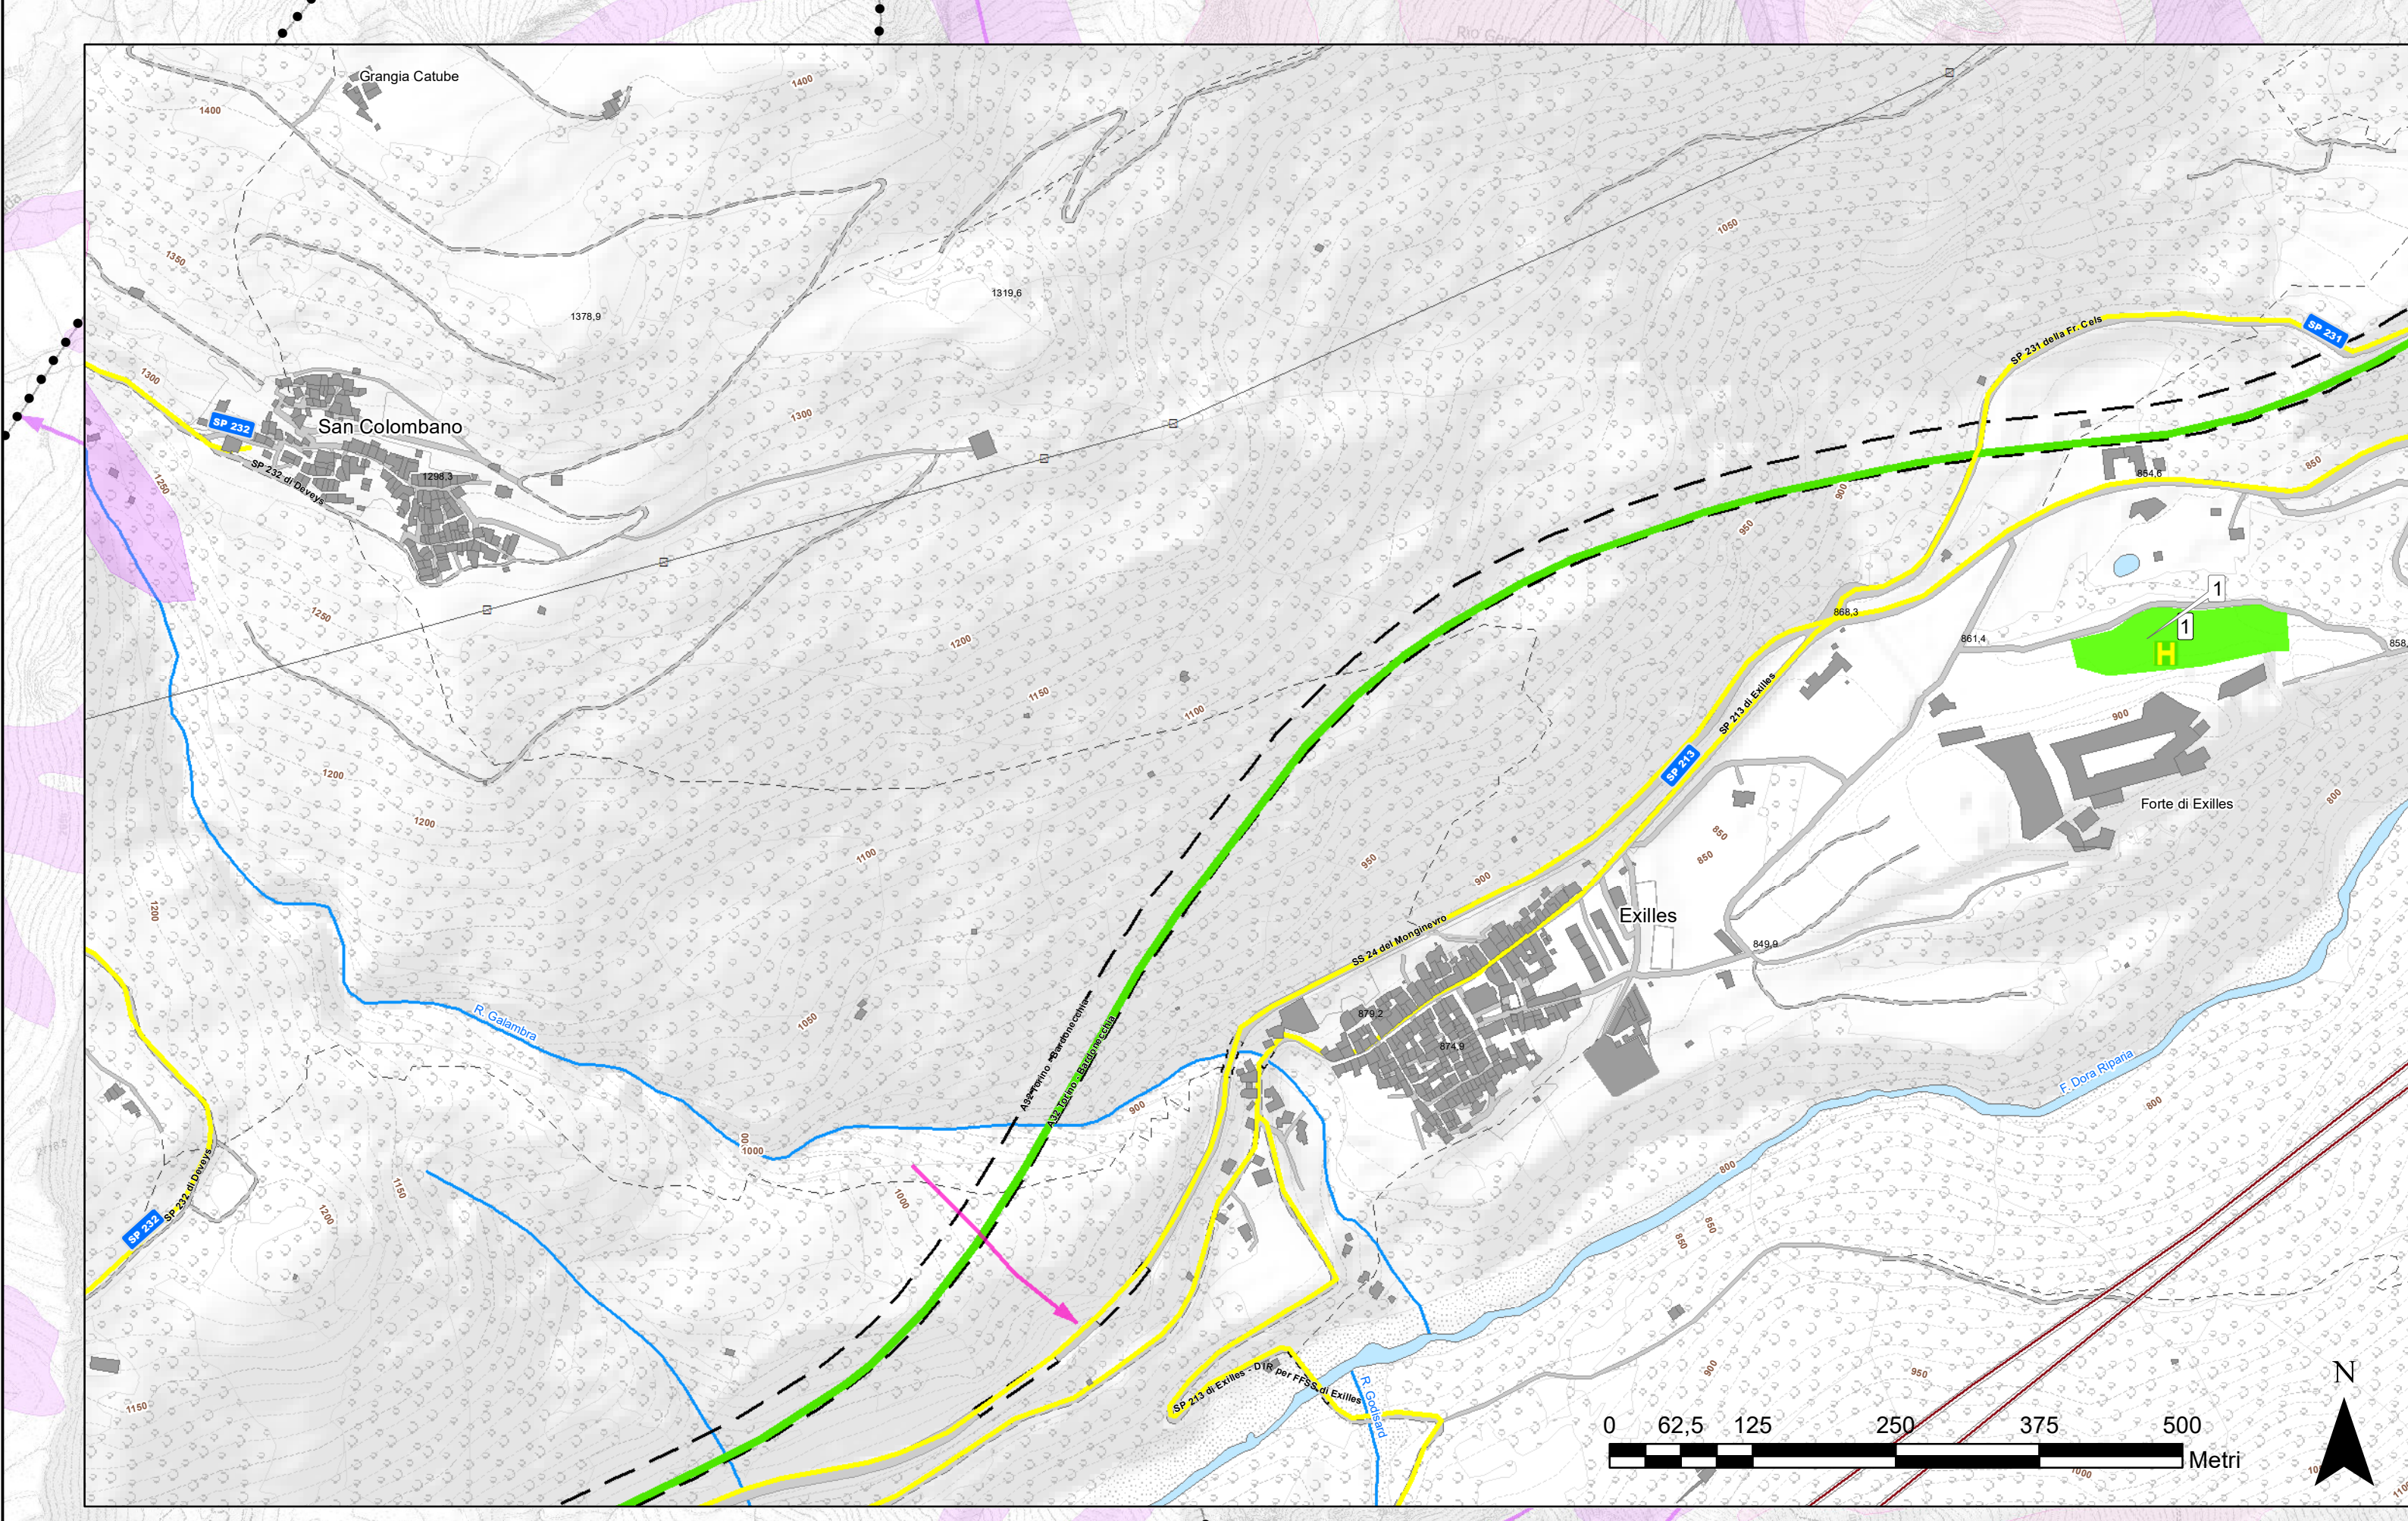 Grangia Catube
1400
1400
1350
1050
1319,6
1378,9
SP 231 della Fr. Cels
SP 231
1300
1300
SP 232
San Colombano
SP 232 di Deveys
1298,3
1250
850
854,6
900
950
1250
1200
1150
1100
868,3
861,4
1
1
H
858,
SP 213 di Exilles
SP 213
900
Forte di Exilles
800
1200
1200
1100
950
850
850
900
1200
Exilles
SS 24 del Monginevro
849,9
R. Galambra
1050
A32 Torino - Bardonecchia
A32 Torino - Bardonecchia
879,2
874,9
F. Dora Riparia
800
900
1000
800
1150
1200
1000
850
850
SP 232 di Deveys
SP 232
1150
SP 213 di Exilles - DIR per FFSS di Exilles
R. Godisard
900
950
N
0 62,5 125 250 375 500
Metri
1000